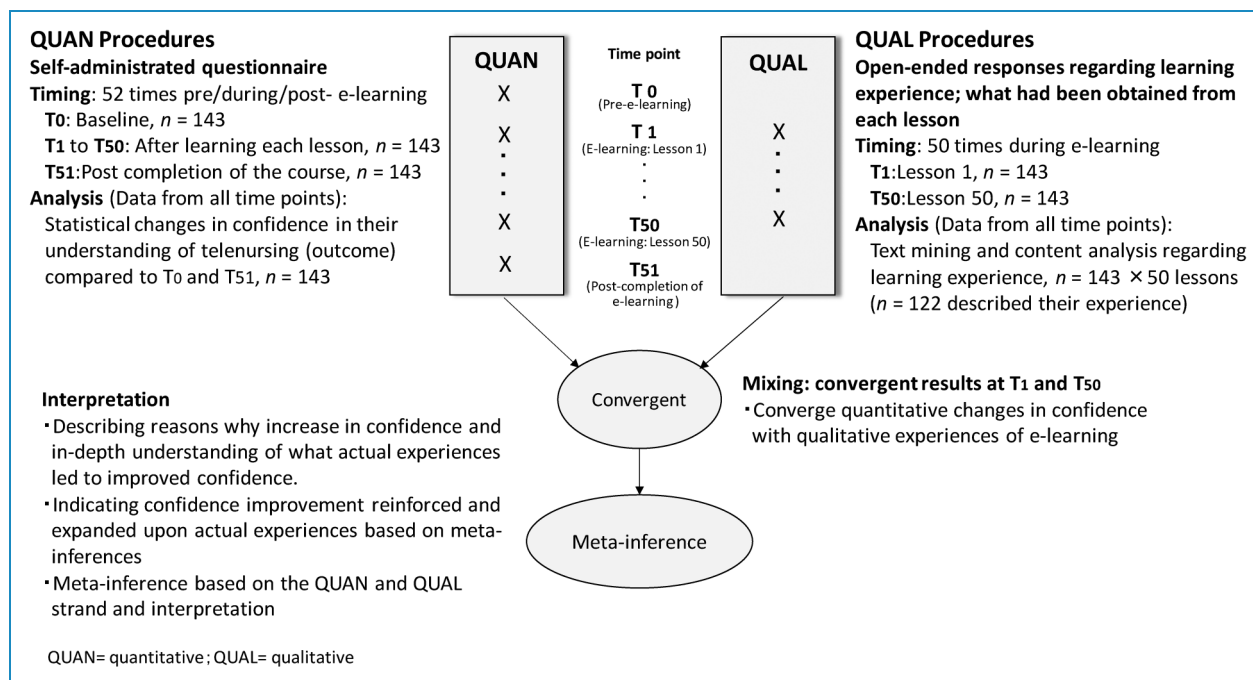 QUAN Procedures
Self-administrated questionnaire
Timing: 52 times pre/during/post- e-learning
T0: Baseline, n = 143
T1 to T50: After learning each lesson, n = 143
T51:Post completion of the course, n = 143
Analysis (Data from all time points):
Statistical changes in confidence in their
understanding of telenursing (outcome)
compared to T0 and T51, n = 143
QUAN
X
X
X
X
Time point
T 0
(Pre-e-learning)
T 1
(E-learning: Lesson 1)
T50
(E-learning: Lesson 50)
T51
(Post-completion of
e-learning)
QUAL
X
X
QUAL Procedures
Open-ended responses regarding learning
experience; what had been obtained from
each lesson
Timing: 50 times during e-learning
T1:Lesson 1, n = 143
T50:Lesson 50, n = 143
Analysis (Data from all time points):
Text mining and content analysis regarding
learning experience, n = 143 ×50 lessons
(n = 122 described their experience)
Convergent
Mixing: convergent results at T1 and T50
・Converge quantitative changes in confidence
with qualitative experiences of e-learning
Interpretation
・Describing reasons why increase in confidence and
in-depth understanding of what actual experiences
led to improved confidence.
・Indicating confidence improvement reinforced and
expanded upon actual experiences based on meta-
inferences
・Meta-inference based on the QUAN and QUAL
strand and interpretation
Meta-inference
QUAN= quantitative; QUAL= qualitative